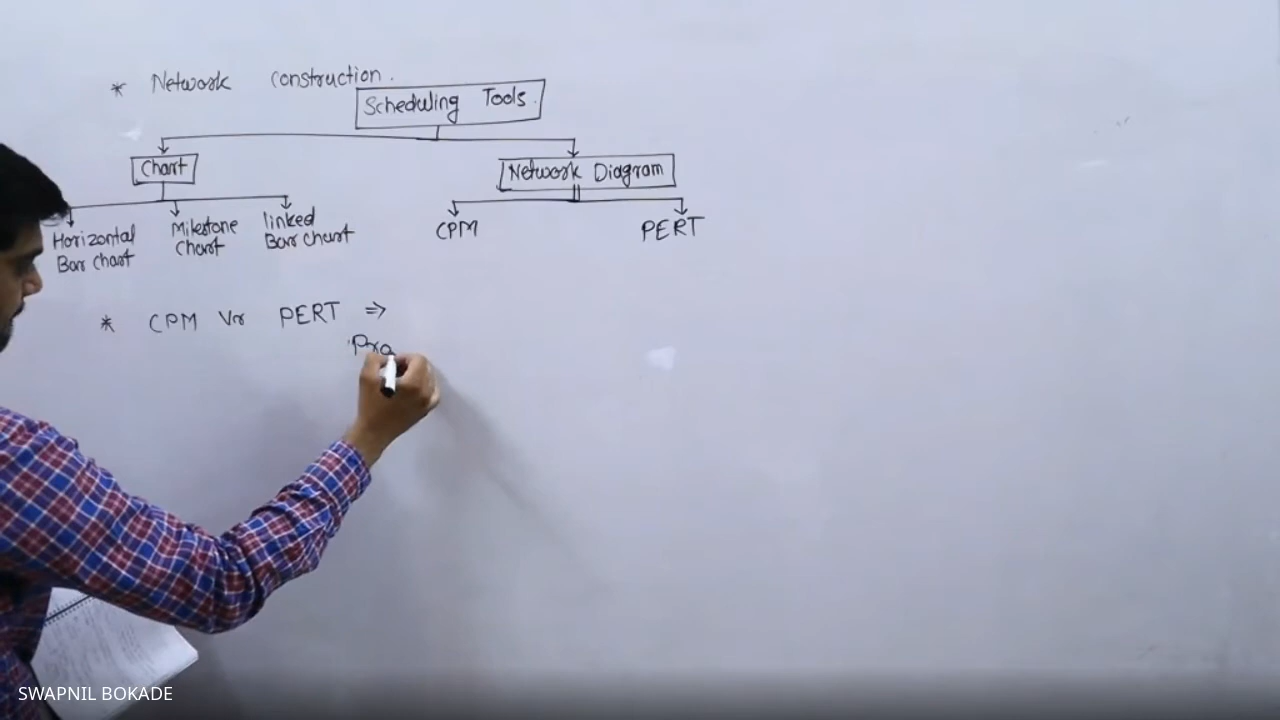 * Network construction.
Scheduling Tools.
Chart
Network Diagram
Horizontal
Bar chart
Milestone
Chart
linked
Bar chart
CPM
PERT
* CPM Vs PERT ⇒
Pro
SWAPNIL BOKADE